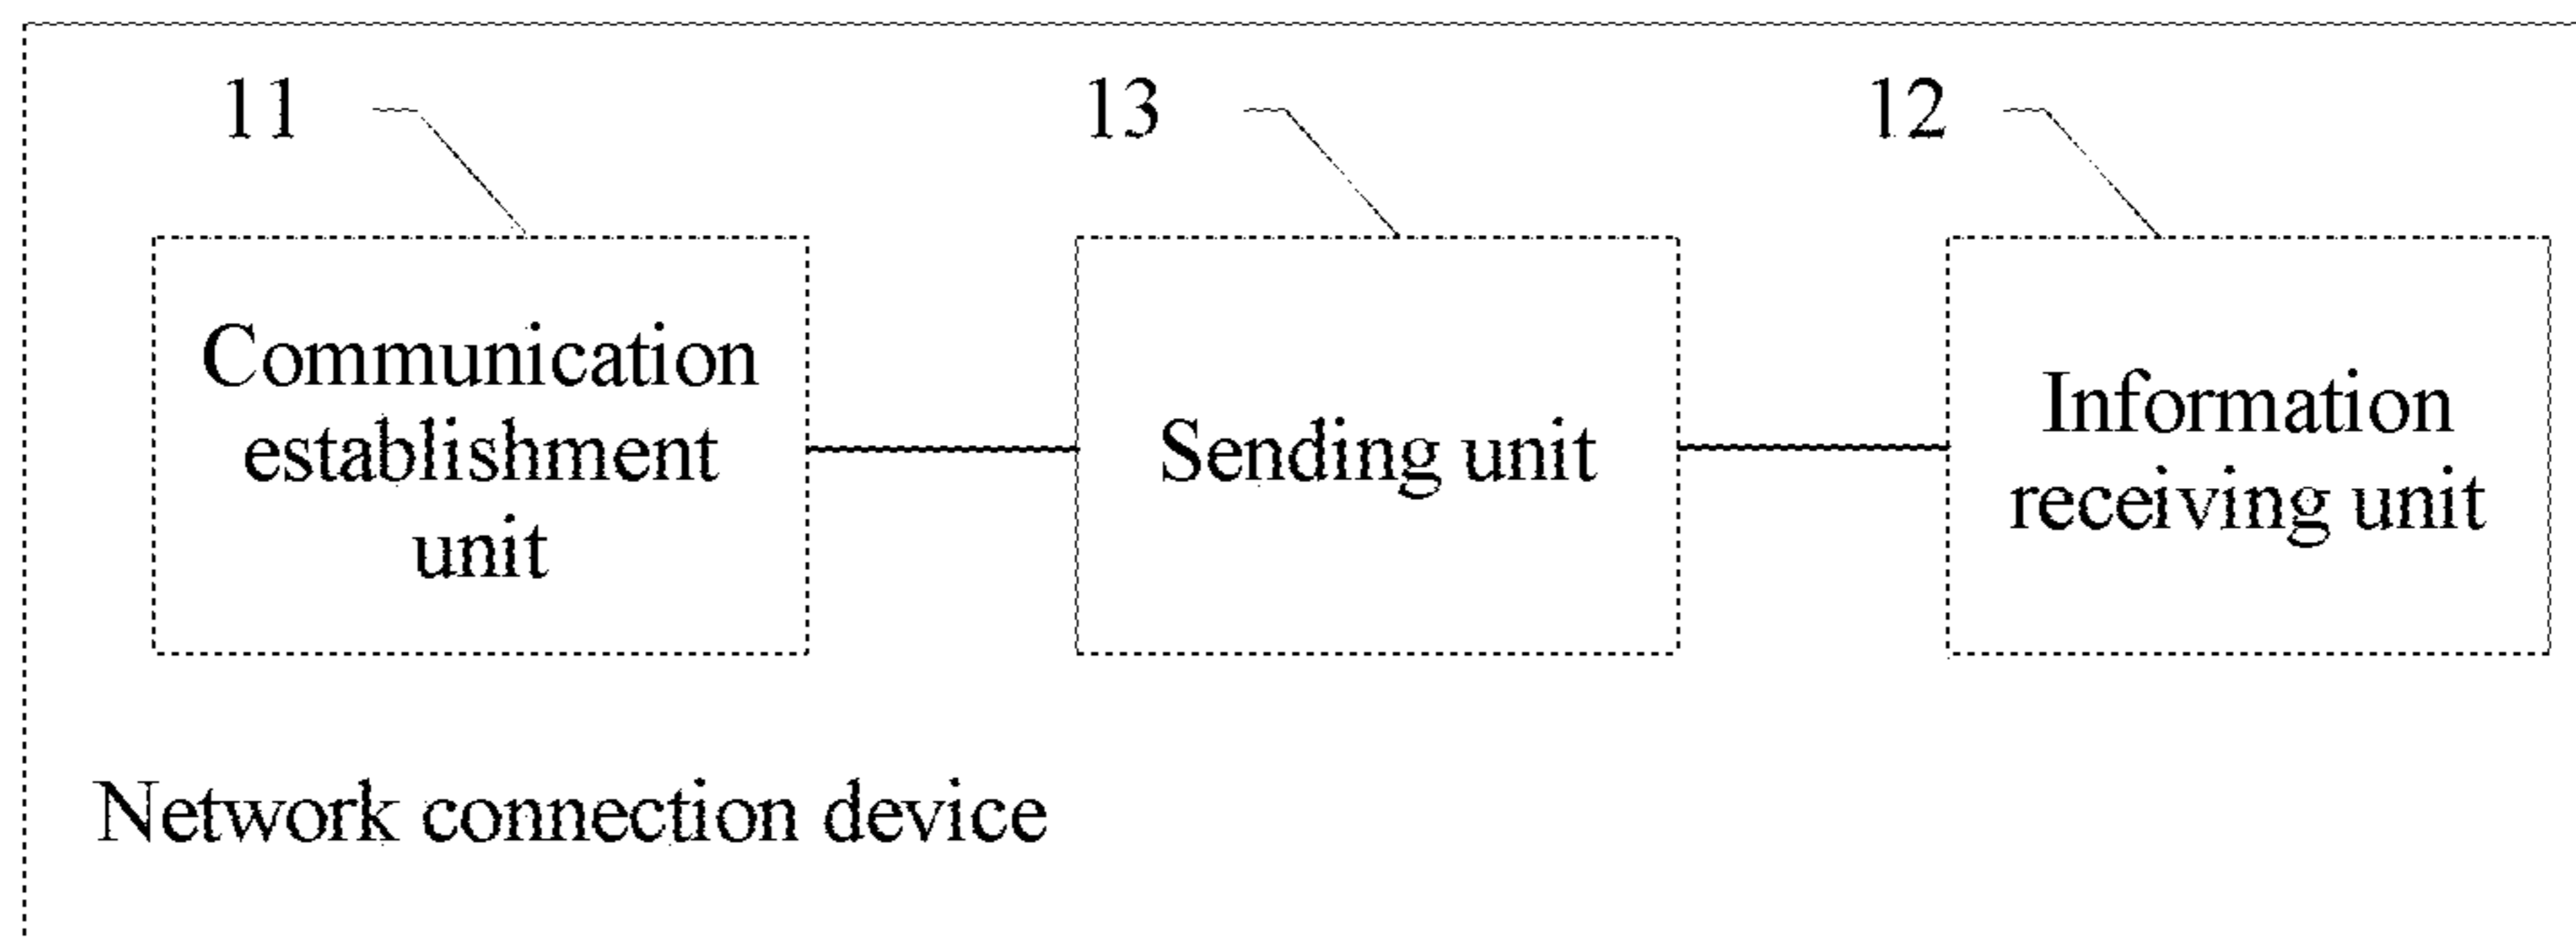 11
13
12
Communication
establishment
unit
Sending unit
Information
receiving unit
Network connection device